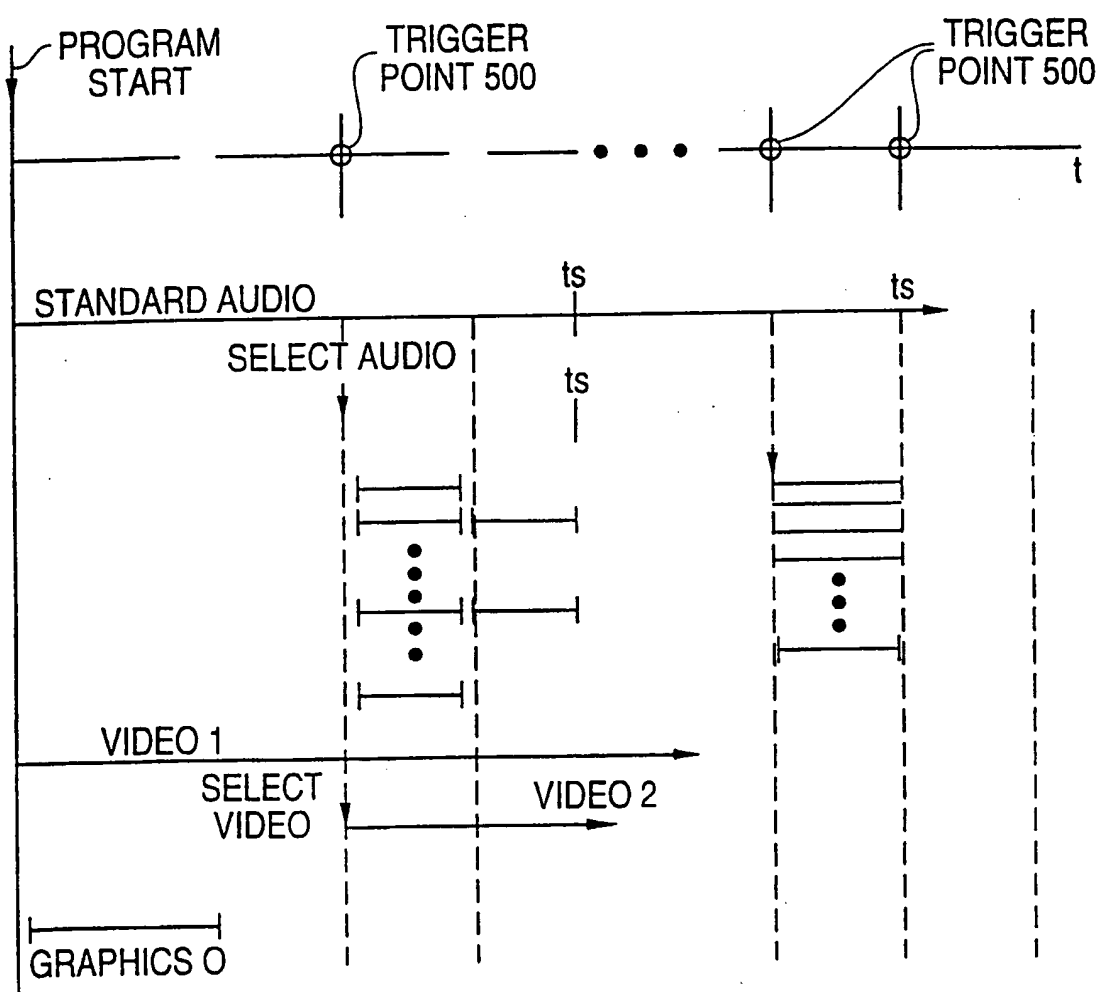 PROGRAM
START
TRIGGER
POINT 500
TRIGGER
POINT 500
t
STANDARD AUDIO
ts
ts
SELECT AUDIO
ts
VIDEO 1
SELECT
VIDEO
VIDEO 2
GRAPHICS O